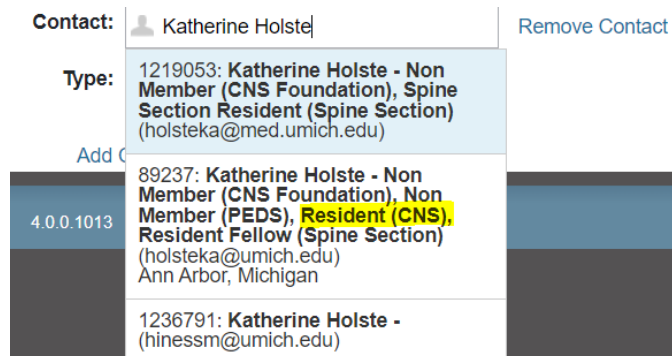 Contact: Katherine Holste Remove Contact
Type:
1219053: Katherine Holste - Non
Member (CNS Foundation), Spine
Section Resident (Spine Section)
(holsteka@med.umich.edu)
Add
89237: Katherine Holste - Non
Member (CNS Foundation), Non
Member (PEDS), Resident (CNS),
Resident Fellow (Spine Section)
(holsteka@umich.edu)
Ann Arbor, Michigan
4.0.0.1013
1236791: Katherine Holste -
(hinessm@umich.edu)